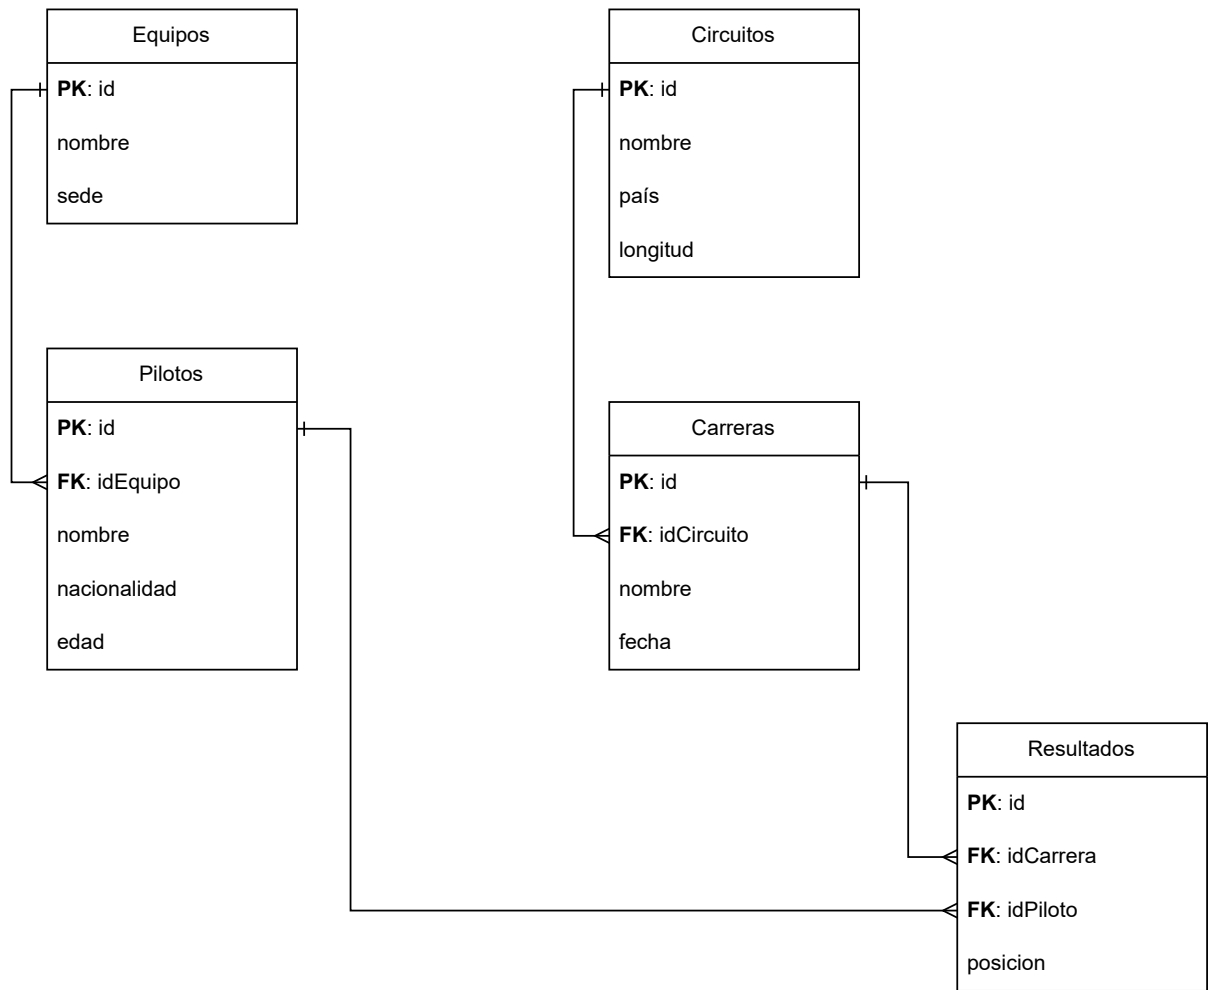 Equipos
PK: id
nombre
sede
Circuitos
PK: id
nombre
país
longitud
Pilotos
PK: id
FK: idEquipo
nombre
nacionalidad
edad
Carreras
PK: id
FK: idCircuito
nombre
fecha
Resultados
PK: id
FK: idCarrera
FK: idPiloto
posicion